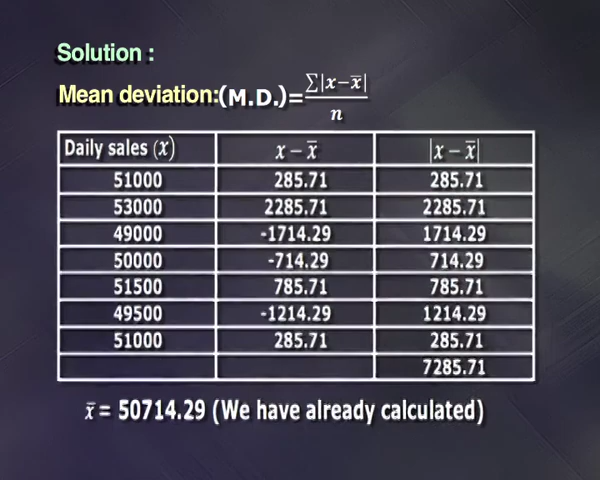 Solution :
Mean deviation:(M.D.)=∑|x−x̅|/n
Daily sales (x) x − x̅ |x − x̅|
51000 285.71 285.71
53000 2285.71 2285.71
49000 -1714.29 1714.29
50000 -714.29 714.29
51500 785.71 785.71
49500 -1214.29 1214.29
51000 285.71 285.71
7285.71
x̅ = 50714.29 (We have already calculated)